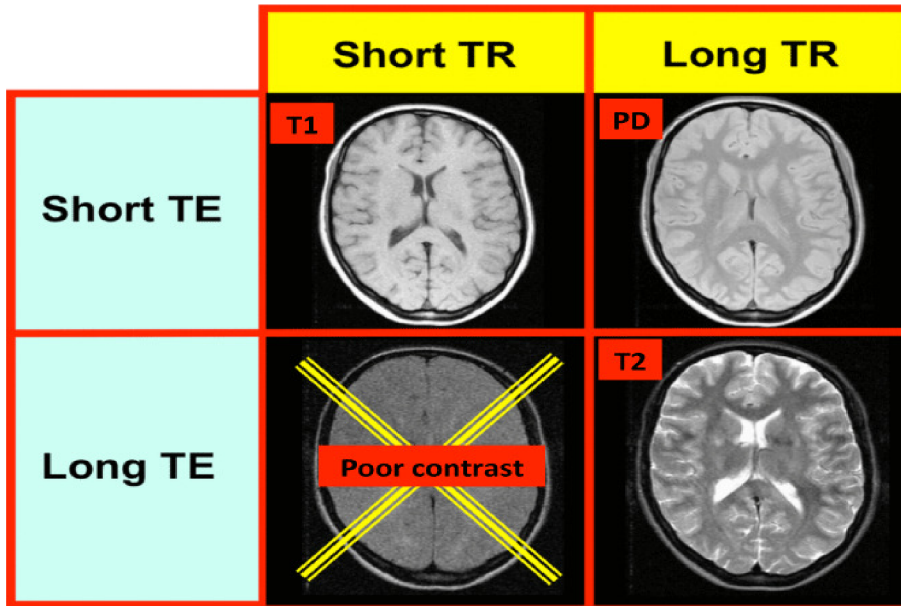 Short TR
Long TR
Short TE
T1
PD
Long TE
Poor contrast
T2